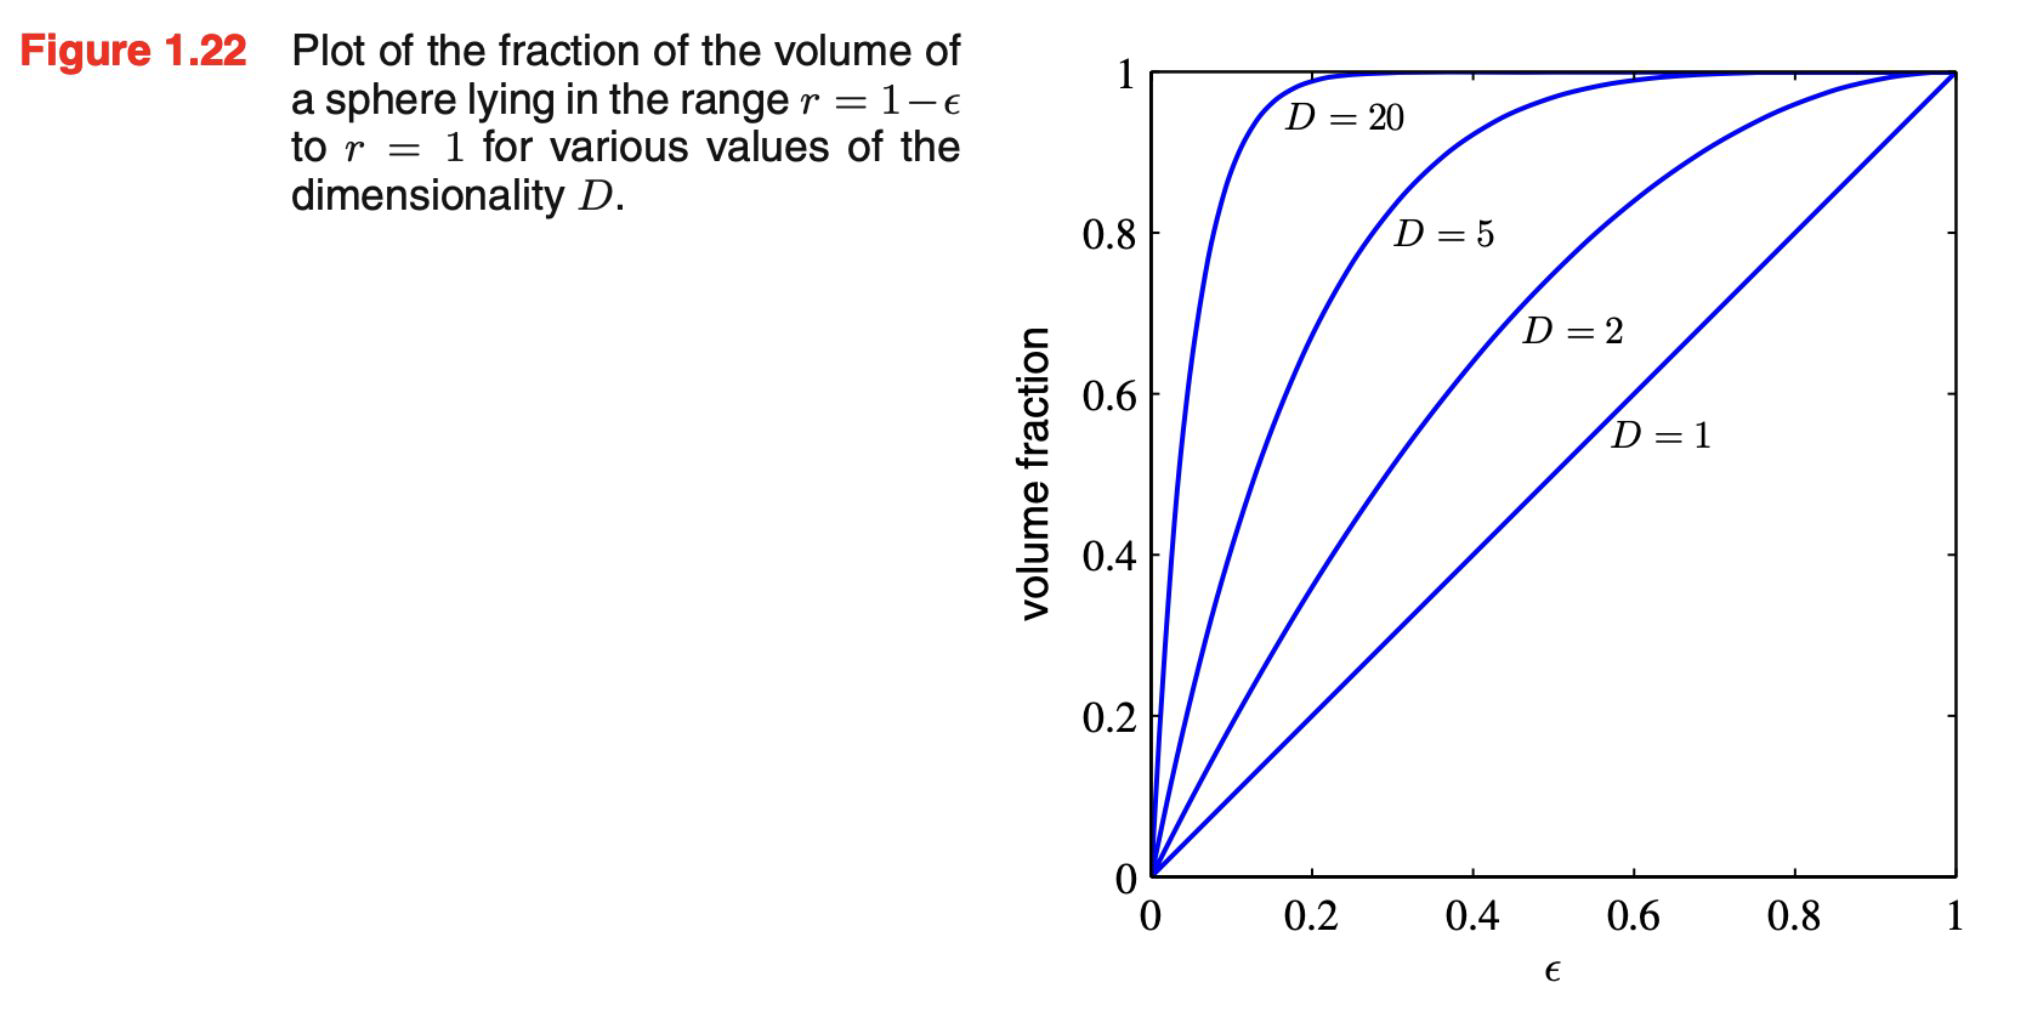 Figure 1.22 Plot of the fraction of the volume of
a sphere lying in the range r = 1−ϵ
to r = 1 for various values of the
dimensionality D.
volume fraction
1
0.8
0.6
0.4
0.2
0
D = 20
D = 5
D = 2
D = 1
0 0.2 0.4 0.6 0.8 1
ϵ